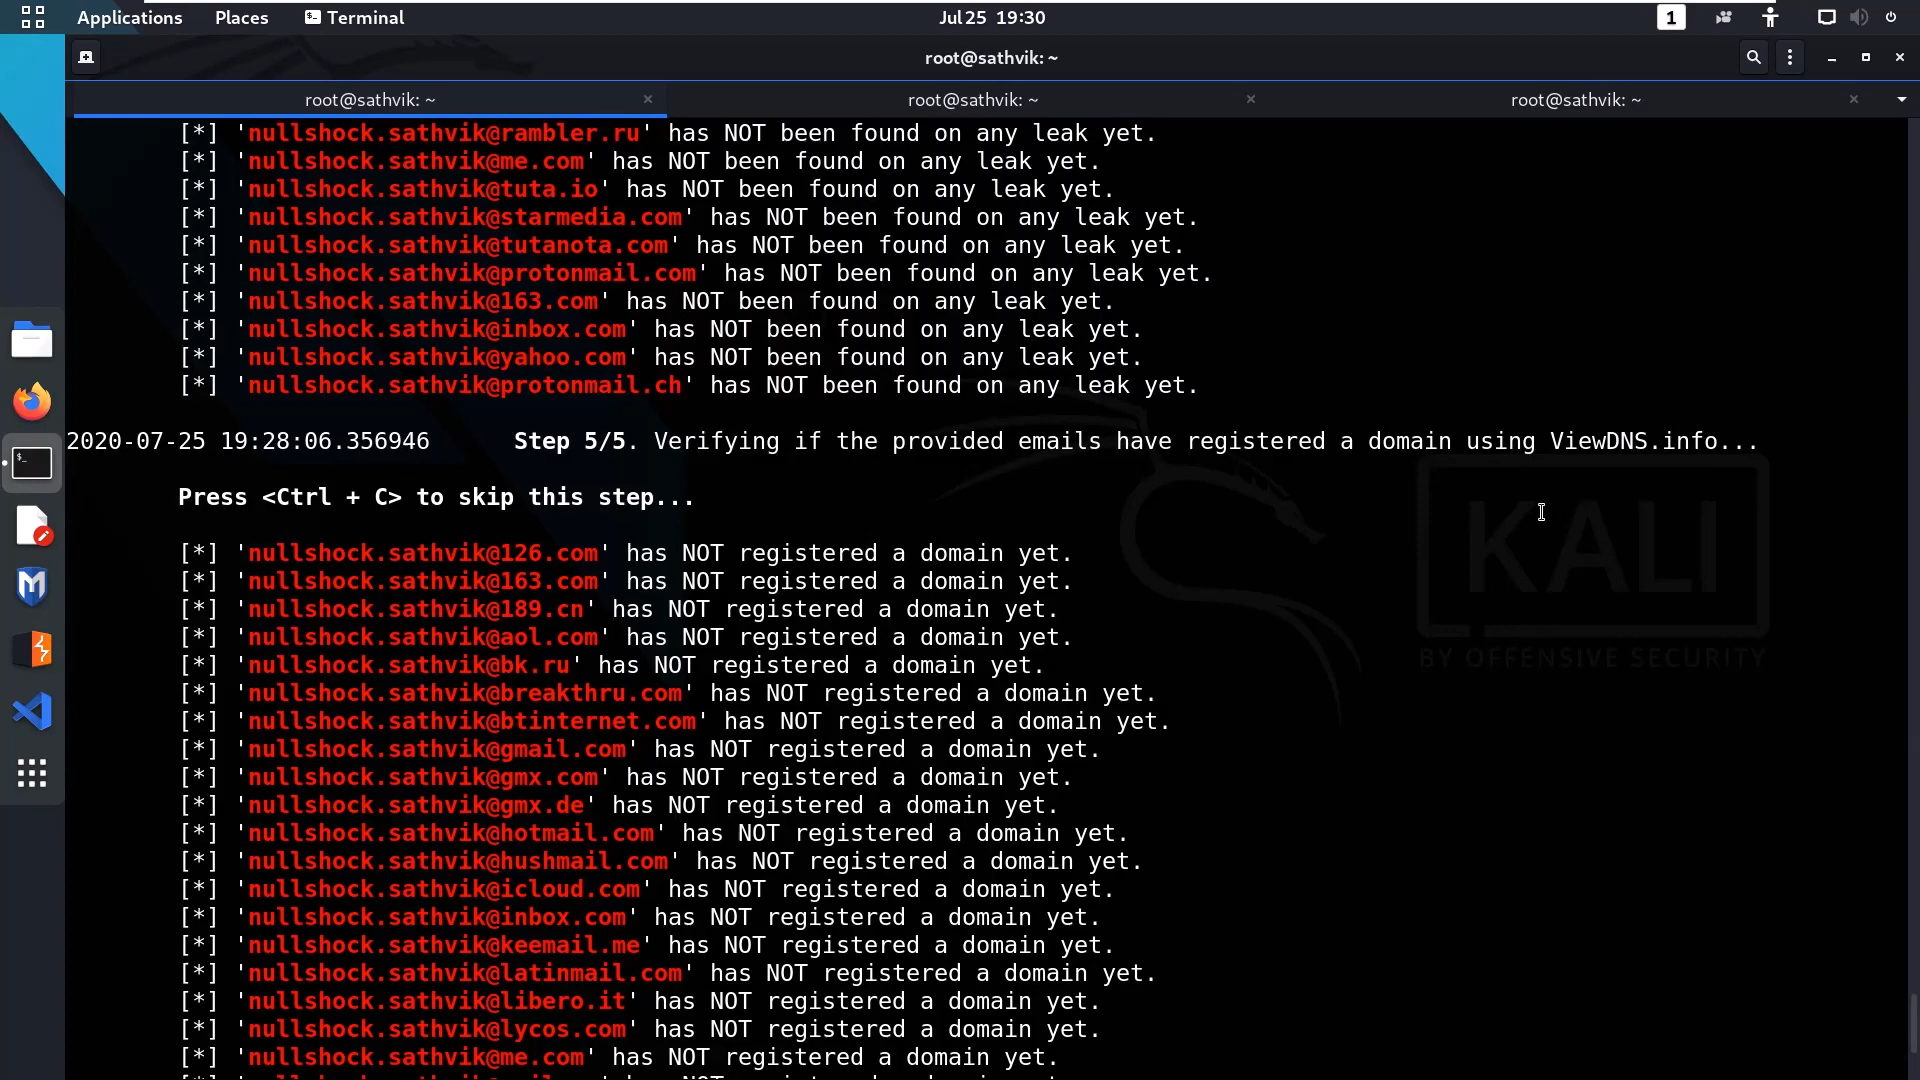 Applications Places Terminal Jul 25 19:30 1
root@sathvik: ~
root@sathvik: ~ × root@sathvik: ~ × root@sathvik: ~ ×
[*] 'nullshock.sathvik@rambler.ru' has NOT been found on any leak yet.
[*] 'nullshock.sathvik@me.com' has NOT been found on any leak yet.
[*] 'nullshock.sathvik@tuta.io' has NOT been found on any leak yet.
[*] 'nullshock.sathvik@starmedia.com' has NOT been found on any leak yet.
[*] 'nullshock.sathvik@tutanota.com' has NOT been found on any leak yet.
[*] 'nullshock.sathvik@protonmail.com' has NOT been found on any leak yet.
[*] 'nullshock.sathvik@163.com' has NOT been found on any leak yet.
[*] 'nullshock.sathvik@inbox.com' has NOT been found on any leak yet.
[*] 'nullshock.sathvik@yahoo.com' has NOT been found on any leak yet.
[*] 'nullshock.sathvik@protonmail.ch' has NOT been found on any leak yet.
2020-07-25 19:28:06.356946 Step 5/5. Verifying if the provided emails have registered a domain using ViewDNS.info...
Press <Ctrl + C> to skip this step...
KALI
BY OFFENSIVE SECURITY
[*] 'nullshock.sathvik@126.com' has NOT registered a domain yet.
[*] 'nullshock.sathvik@163.com' has NOT registered a domain yet.
[*] 'nullshock.sathvik@189.cn' has NOT registered a domain yet.
[*] 'nullshock.sathvik@aol.com' has NOT registered a domain yet.
[*] 'nullshock.sathvik@bk.ru' has NOT registered a domain yet.
[*] 'nullshock.sathvik@breakthru.com' has NOT registered a domain yet.
[*] 'nullshock.sathvik@btinternet.com' has NOT registered a domain yet.
[*] 'nullshock.sathvik@gmail.com' has NOT registered a domain yet.
[*] 'nullshock.sathvik@gmx.com' has NOT registered a domain yet.
[*] 'nullshock.sathvik@gmx.de' has NOT registered a domain yet.
[*] 'nullshock.sathvik@hotmail.com' has NOT registered a domain yet.
[*] 'nullshock.sathvik@hushmail.com' has NOT registered a domain yet.
[*] 'nullshock.sathvik@icloud.com' has NOT registered a domain yet.
[*] 'nullshock.sathvik@inbox.com' has NOT registered a domain yet.
[*] 'nullshock.sathvik@keemail.me' has NOT registered a domain yet.
[*] 'nullshock.sathvik@latinmail.com' has NOT registered a domain yet.
[*] 'nullshock.sathvik@libero.it' has NOT registered a domain yet.
[*] 'nullshock.sathvik@lycos.com' has NOT registered a domain yet.
[*] 'nullshock.sathvik@me.com' has NOT registered a domain yet.